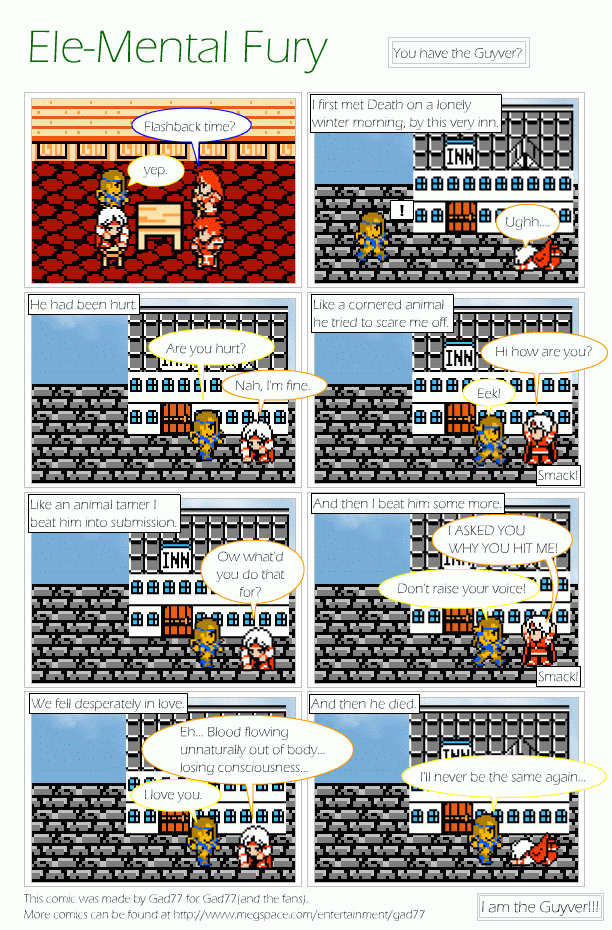 Ele-Mental Fury
You have the Guyver?
Flashback time?
yep.
I first met Death on a lonely
winter morning, by this very inn.
INN
!
Ughh....
He had been hurt.
Are you hurt?
Nah, I'm fine.
Like a cornered animal
he tried to scare me off.
INN
Hi how are you?
Eek!
Smack!
Like an animal tamer I
beat him into submission.
INN
Ow what'd
you do that
for?
And then I beat him some more.
I ASKED YOU
WHY YOU HIT ME!
Don't raise your voice!
Smack!
We fell desperately in love.
Eh... Blood flowing
unnaturally out of body...
losing consciousness...
I love you.
And then he died.
INN
I'll never be the same again...
This comic was made by Gad77 for Gad77(and the fans).
More comics can be found at http://www.megspace.com/entertainment/gad77
I am the Guyver!!!